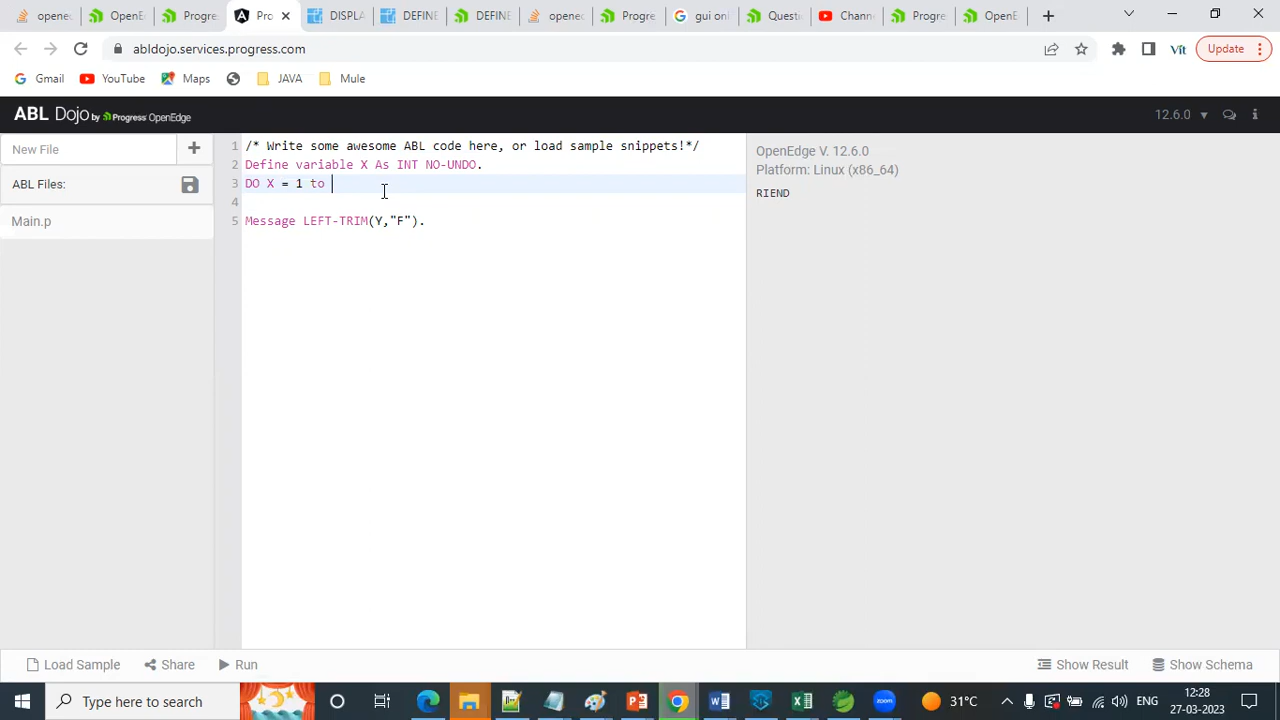 openec OpenE Progre Pro DISPLA DEFINE DEFINE openec Progre gui onl Questi Chann Progre OpenE
abldojo.services.progress.com Vít Update
Gmail YouTube Maps JAVA Mule
ABL Dojo by Progress OpenEdge 12.6.0
New File
ABL Files:
Main.p
1 /* Write some awesome ABL code here, or load sample snippets!*/
2 Define variable X As INT NO-UNDO.
3 DO X = 1 to
4
5 Message LEFT-TRIM(Y,"F").
OpenEdge V. 12.6.0
Platform: Linux (x86_64)
RIEND
Load Sample Share Run Show Result Show Schema
Type here to search 31°C ENG 12:28
27-03-2023